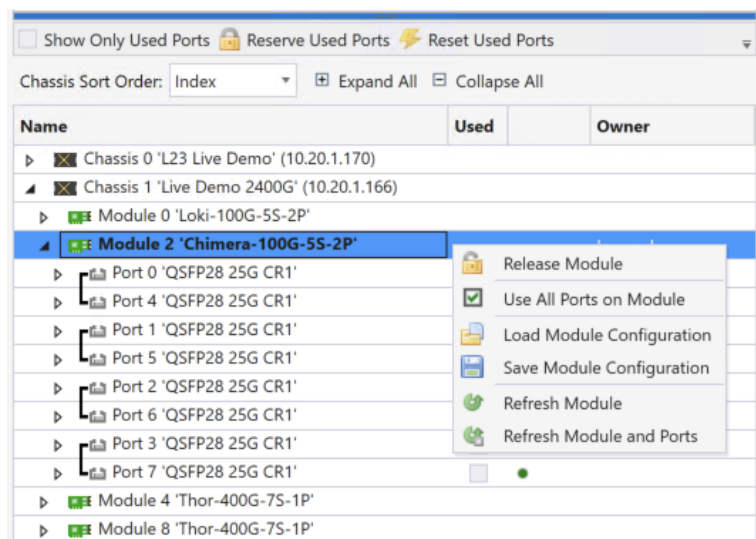 Show Only Used Ports Reserve Used Ports Reset Used Ports
Chassis Sort Order: Index Expand All Collapse All
Name Used Owner
Chassis 0 'L23 Live Demo' (10.20.1.170)
Chassis 1 'Live Demo 2400G' (10.20.1.166)
Module 0 'Loki-100G-5S-2P'
Module 2 'Chimera-100G-5S-2P'
Port 0 'QSFP28 25G CR1'
Port 4 'QSFP28 25G CR1'
Port 1 'QSFP28 25G CR1'
Port 5 'QSFP28 25G CR1'
Port 2 'QSFP28 25G CR1'
Port 6 'QSFP28 25G CR1'
Port 3 'QSFP28 25G CR1'
Port 7 'QSFP28 25G CR1'
Module 4 'Thor-400G-7S-1P'
Module 8 'Thor-400G-7S-1P'
Release Module
Use All Ports on Module
Load Module Configuration
Save Module Configuration
Refresh Module
Refresh Module and Ports